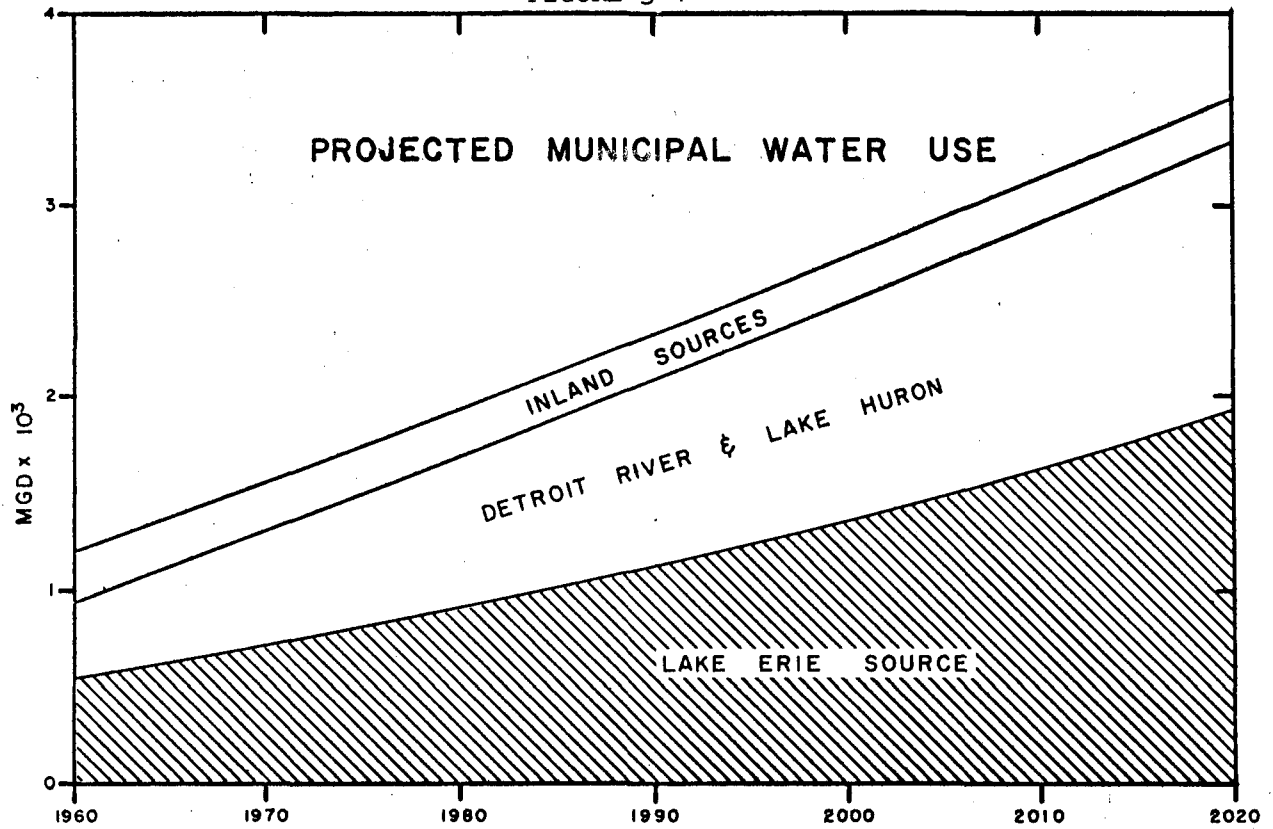 4
PROJECTED MUNICIPAL WATER USE
3
INLAND SOURCES
2
DETROIT RIVER & LAKE HURON
MGD x 10³
1
LAKE ERIE SOURCE
0
1960 1970 1980 1990 2000 2010 2020